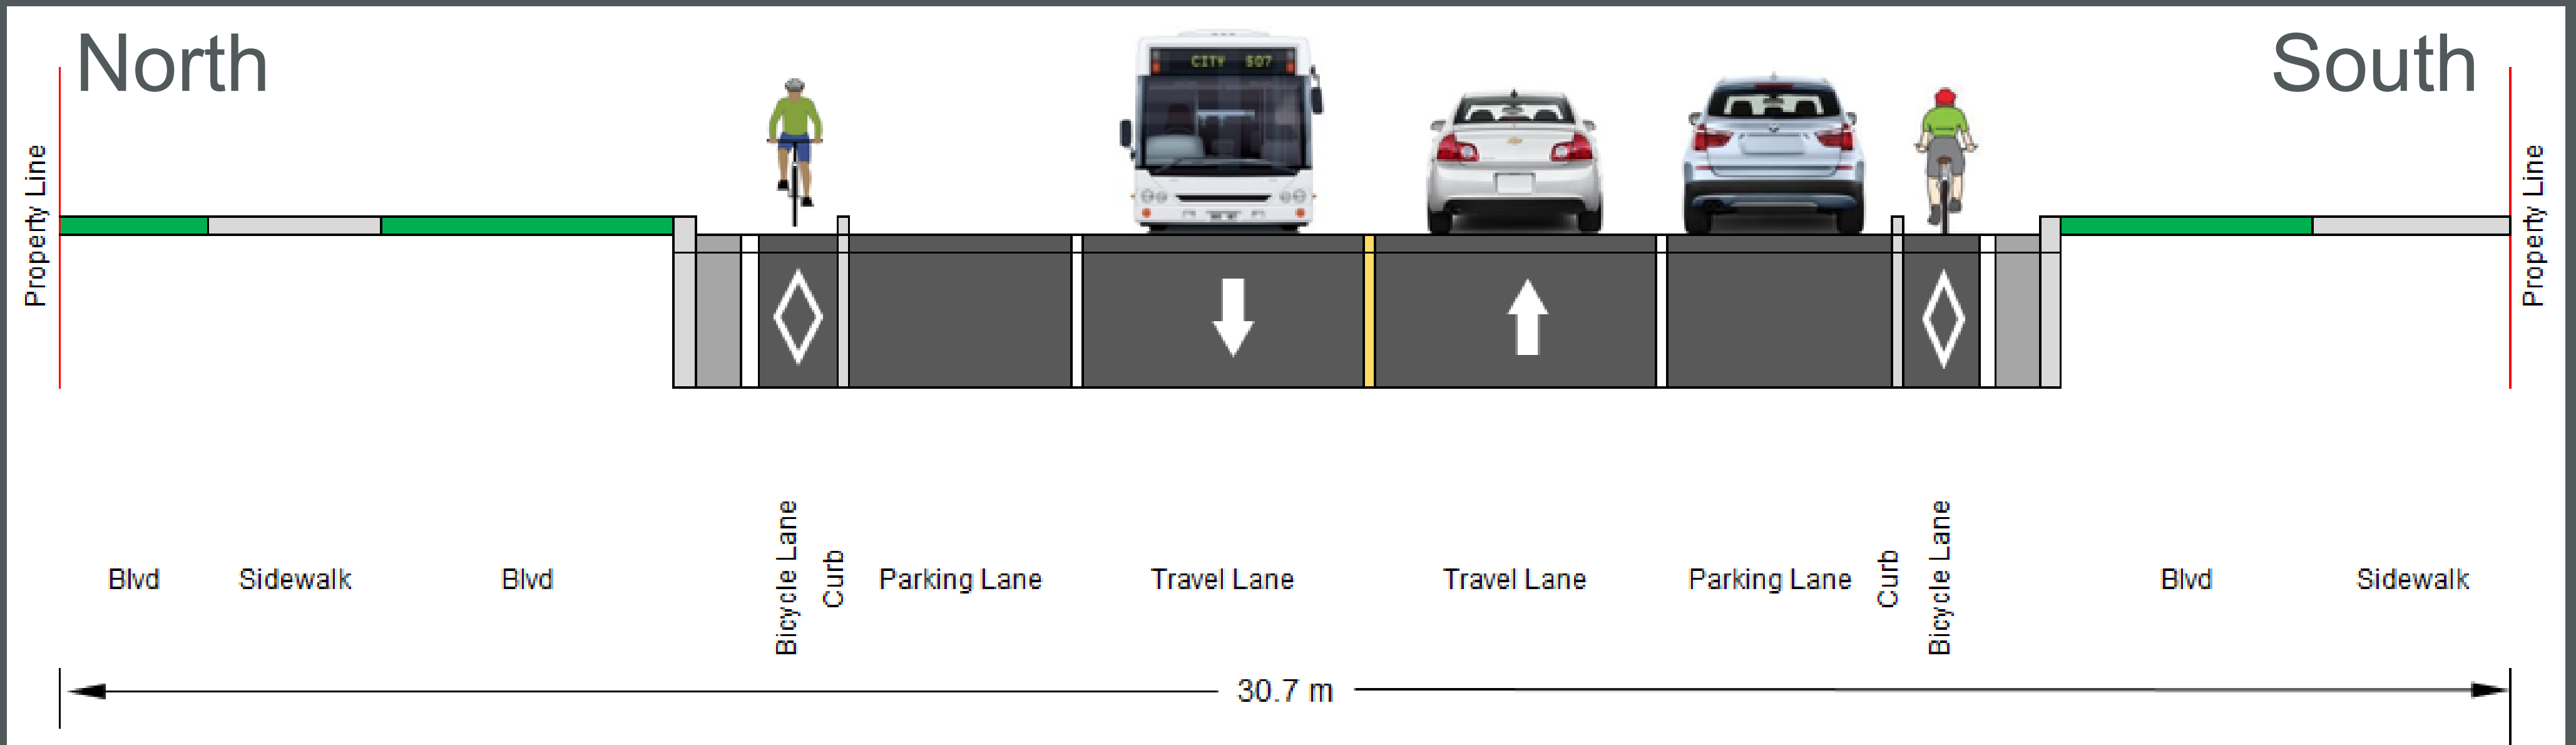 North
South
Property Line
CITY 507
Property Line
Blvd
Sidewalk
Blvd
Bicycle Lane
Curb
Parking Lane
Travel Lane
Travel Lane
Parking Lane
Curb
Bicycle Lane
Blvd
Sidewalk
30.7 m